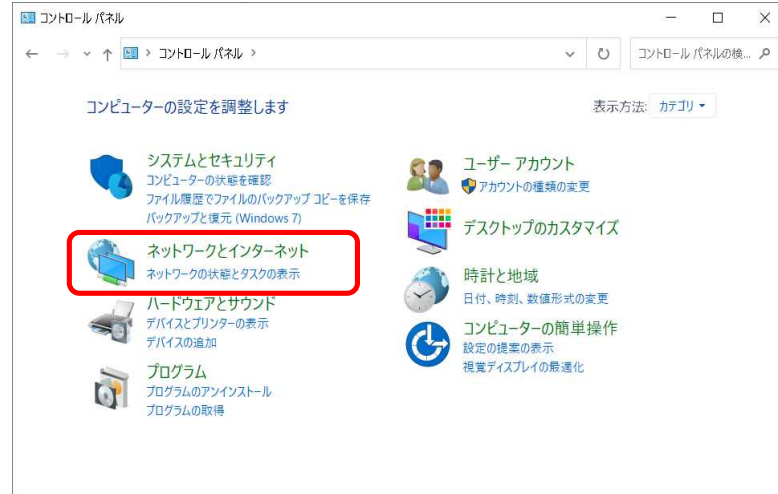 コントロール パネル
コントロール パネル
コントロール パネルの検...
コンピューターの設定を調整します
表示方法: カテゴリ
システムとセキュリティ
コンピューターの状態を確認
ファイル履歴でファイルのバックアップ コピーを保存
バックアップと復元 (Windows 7)
ネットワークとインターネット
ネットワークの状態とタスクの表示
ハードウェアとサウンド
デバイスとプリンターの表示
デバイスの追加
プログラム
プログラムのアンインストール
プログラムの取得
ユーザー アカウント
アカウントの種類の変更
デスクトップのカスタマイズ
時計と地域
日付、時刻、数値形式の変更
コンピューターの簡単操作
設定の提案の表示
視覚ディスプレイの最適化